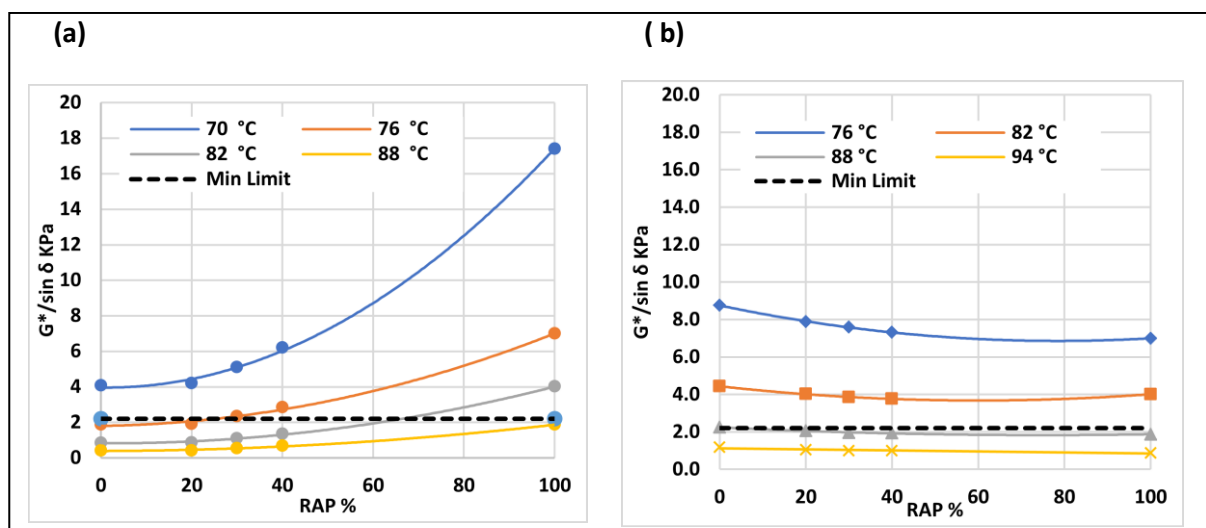 (a)
20
18
16
14
12
10
8
6
4
2
0
G*/sin δ KPa
70 °C
76 °C
82 °C
88 °C
Min Limit
0 20 40 60 80 100
RAP %
( b)
20.0
18.0
16.0
14.0
12.0
10.0
8.0
6.0
4.0
2.0
0.0
G*/sin δ KPa
76 °C
82 °C
88 °C
94 °C
Min Limit
0 20 40 60 80 100
RAP %